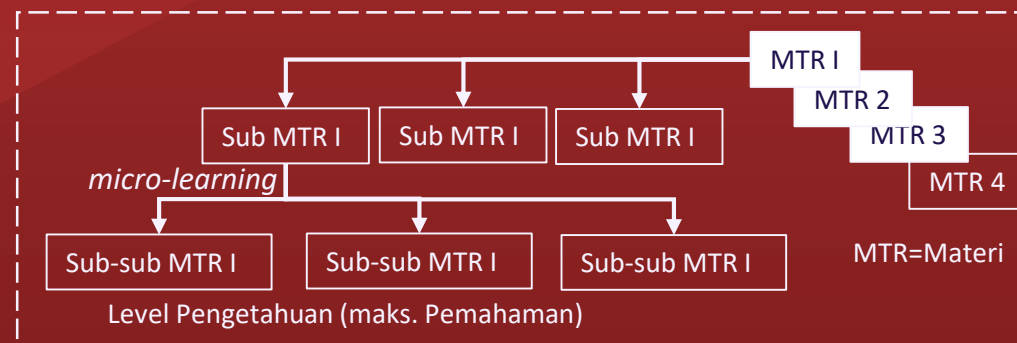 MTR I
MTR 2
MTR 3
MTR 4
Sub MTR I
Sub MTR I
Sub MTR I
micro-learning
Sub-sub MTR I
Sub-sub MTR I
Sub-sub MTR I
MTR=Materi
Level Pengetahuan (maks. Pemahaman)